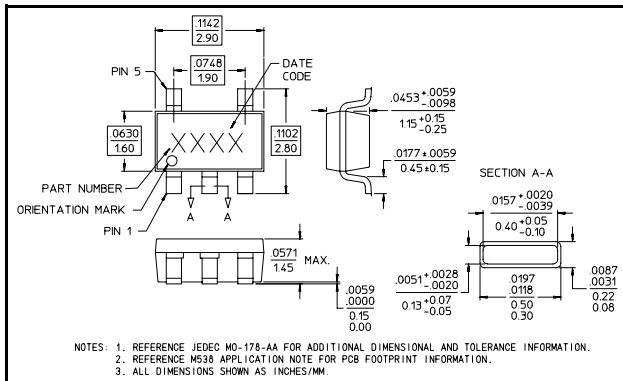 .1142
2.90
.0748
1.90
PIN 5
DATE
CODE
.0630
1.60
XXXX
.1102
2.80
PART NUMBER
ORIENTATION MARK
PIN 1
A A
.0453 +.0059
-.0098
1.15 +0.15
-0.25
.0177 ±.0059
0.45 ±0.15
.0571
1.45
MAX.
.0059
.0000
0.15
0.00
SECTION A-A
.0157 +.0020
-.0039
0.40 +0.05
-0.10
.0051 +.0028
-.0020
0.13 +0.07
-0.05
.0197
.0118
0.50
0.30
.0087
.0031
0.22
0.08
NOTES: 1. REFERENCE JEDEC MO-178-AA FOR ADDITIONAL DIMENSIONAL AND TOLERANCE INFORMATION.
2. REFERENCE M538 APPLICATION NOTE FOR PCB FOOTPRINT INFORMATION.
3. ALL DIMENSIONS SHOWN AS INCHES/MM.